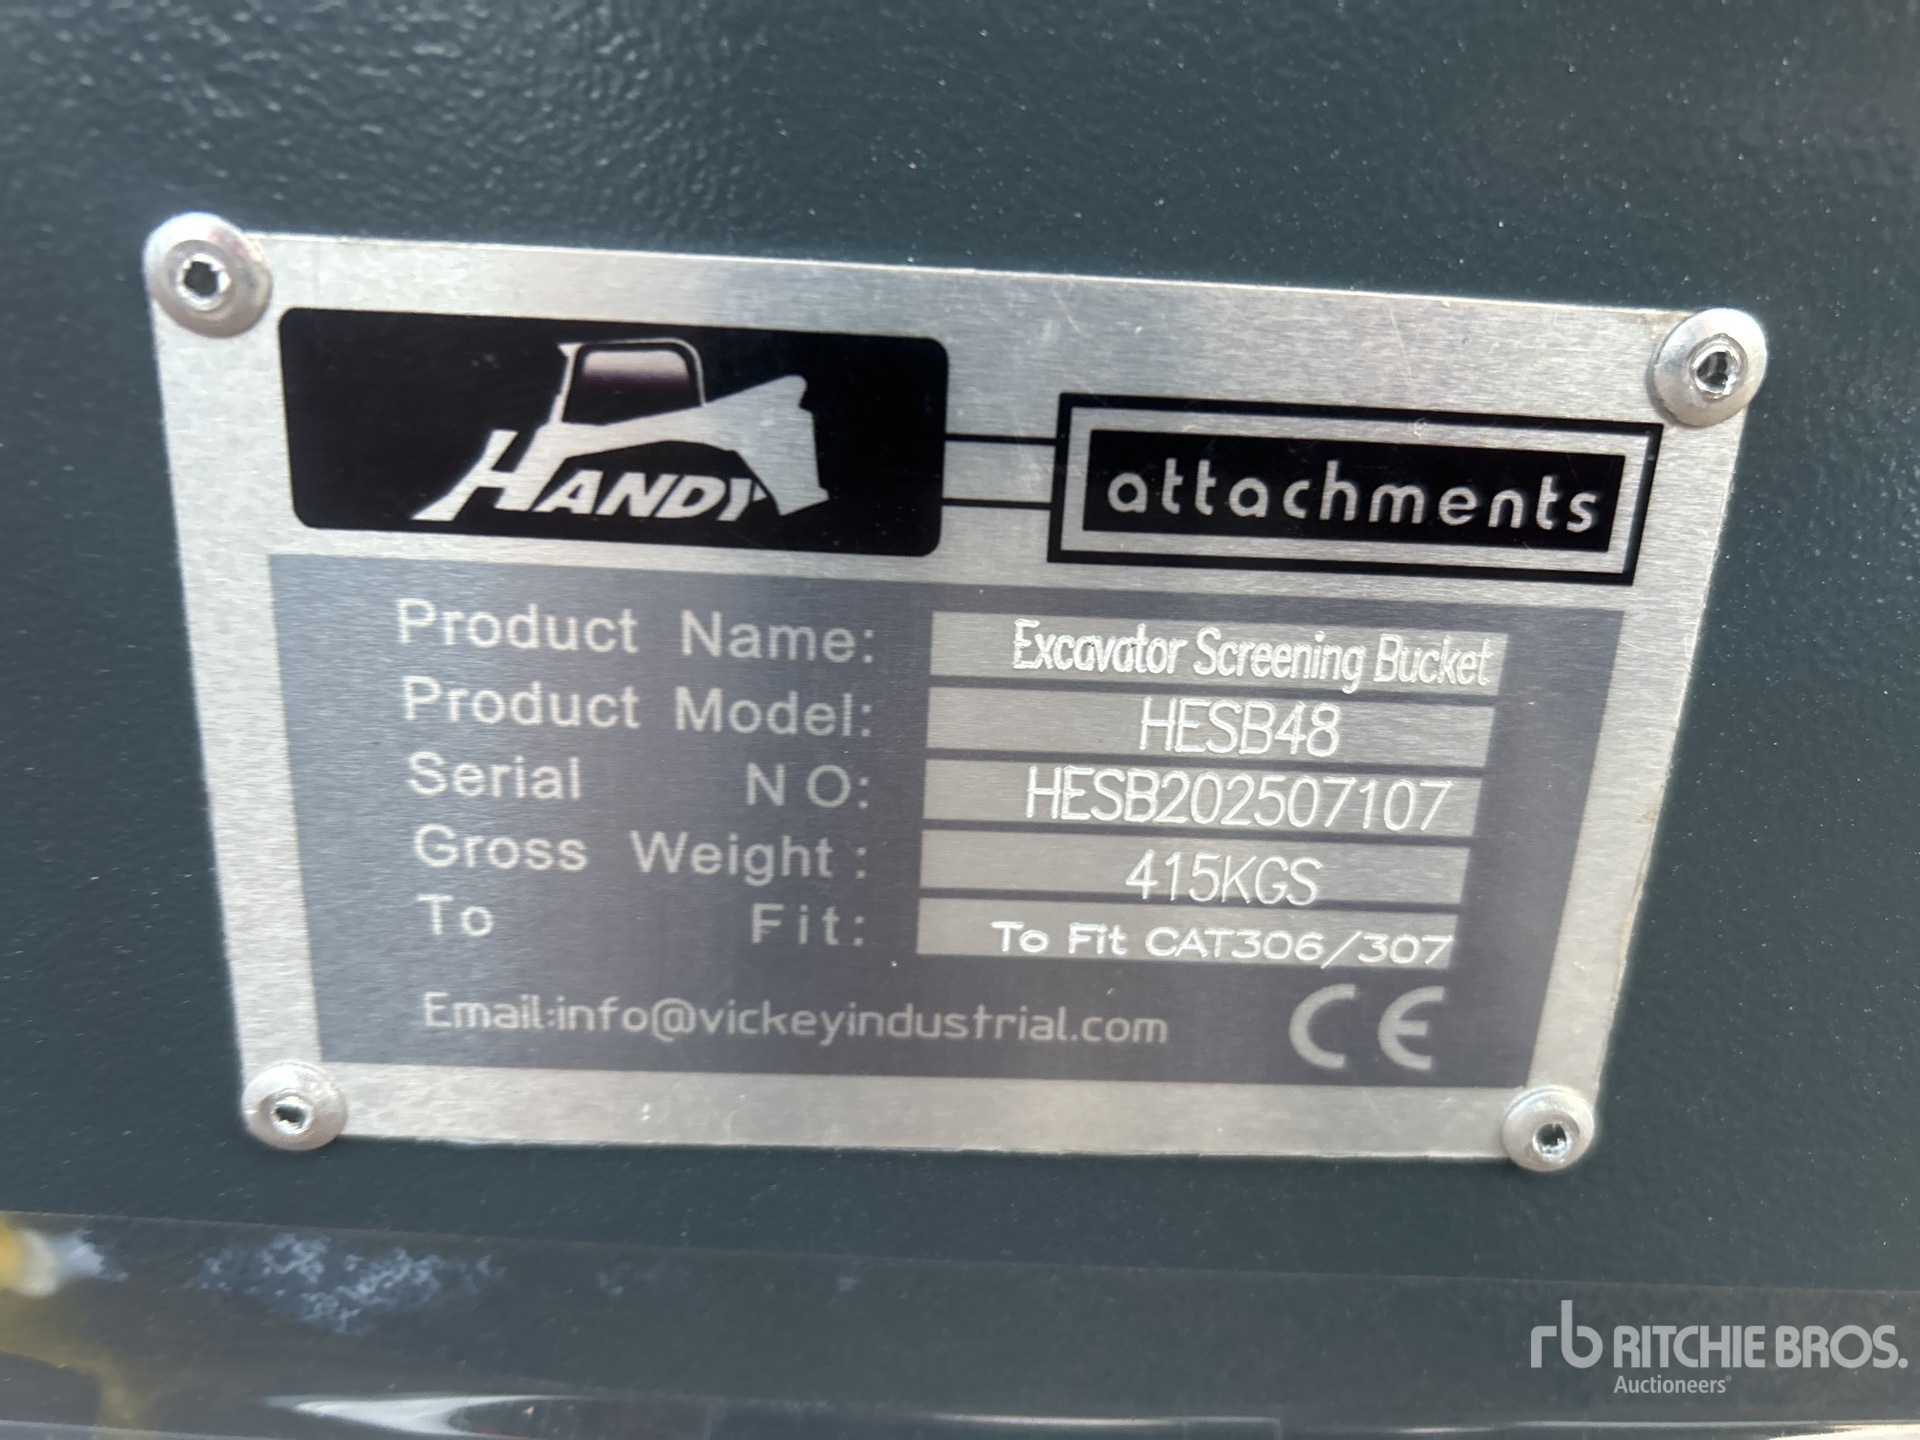 HANDY
attachments
Product Name: Excavator Screening Bucket
Product Model: HESB48
Serial NO: HESB202507107
Gross Weight: 415KGS
To Fit: To Fit CAT306/307
Email:info@vickeyindustrial.com CE
rb RITCHIE BROS.
Auctioneers